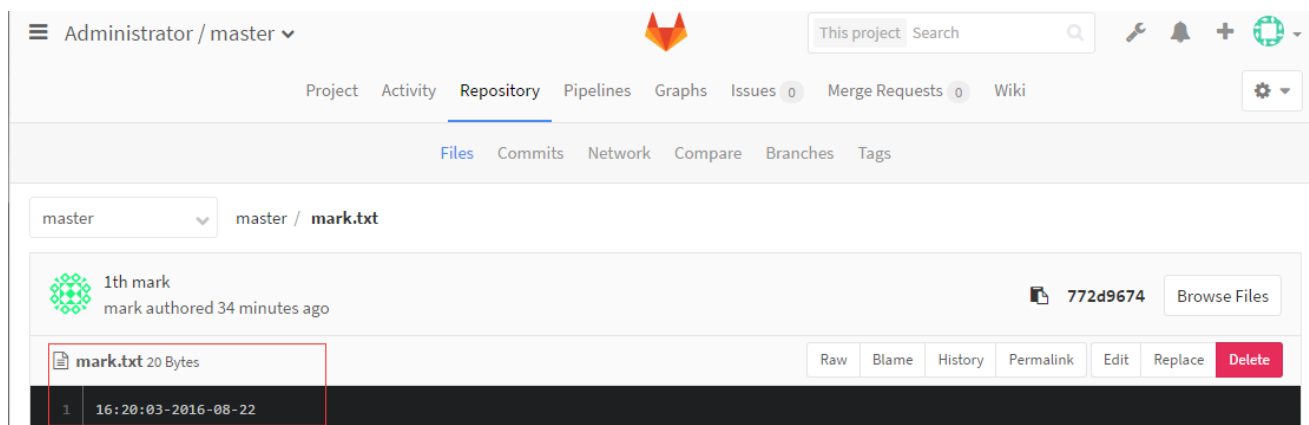 Administrator / master
This project Search
Project Activity Repository Pipelines Graphs Issues 0 Merge Requests 0 Wiki
Files Commits Network Compare Branches Tags
master master / mark.txt
1th mark
mark authored 34 minutes ago
772d9674 Browse Files
mark.txt 20 Bytes Raw Blame History Permalink Edit Replace Delete
1 16:20:03-2016-08-22